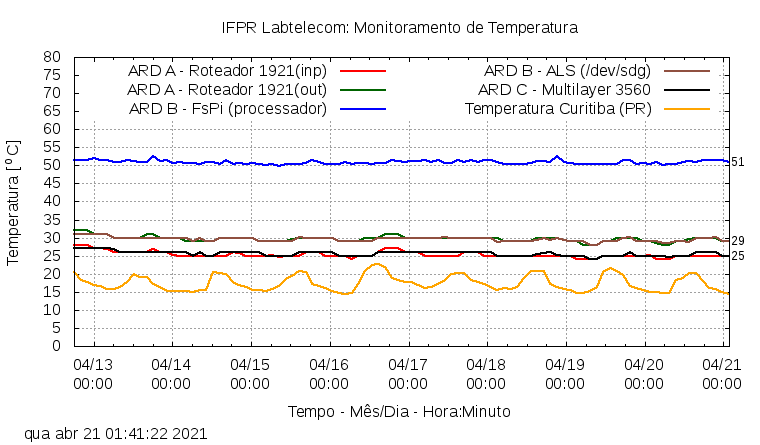 IFPR Labtelecom: Monitoramento de Temperatura
ARD A - Roteador 1921(inp)
ARD A - Roteador 1921(out)
ARD B - FsPi (processador)
ARD B - ALS (/dev/sdg)
ARD C - Multilayer 3560
Temperatura Curitiba (PR)
Temperatura [ ° C]
80
75
70
65
60
55
50
45
40
35
30
25
20
15
10
5
0
51
29
25
04/13 04/14 04/15 04/16 04/17 04/18 04/19 04/20 04/21
00:00 00:00 00:00 00:00 00:00 00:00 00:00 00:00 00:00
Tempo - Mês/Dia - Hora:Minuto
qua abr 21 01:41:22 2021